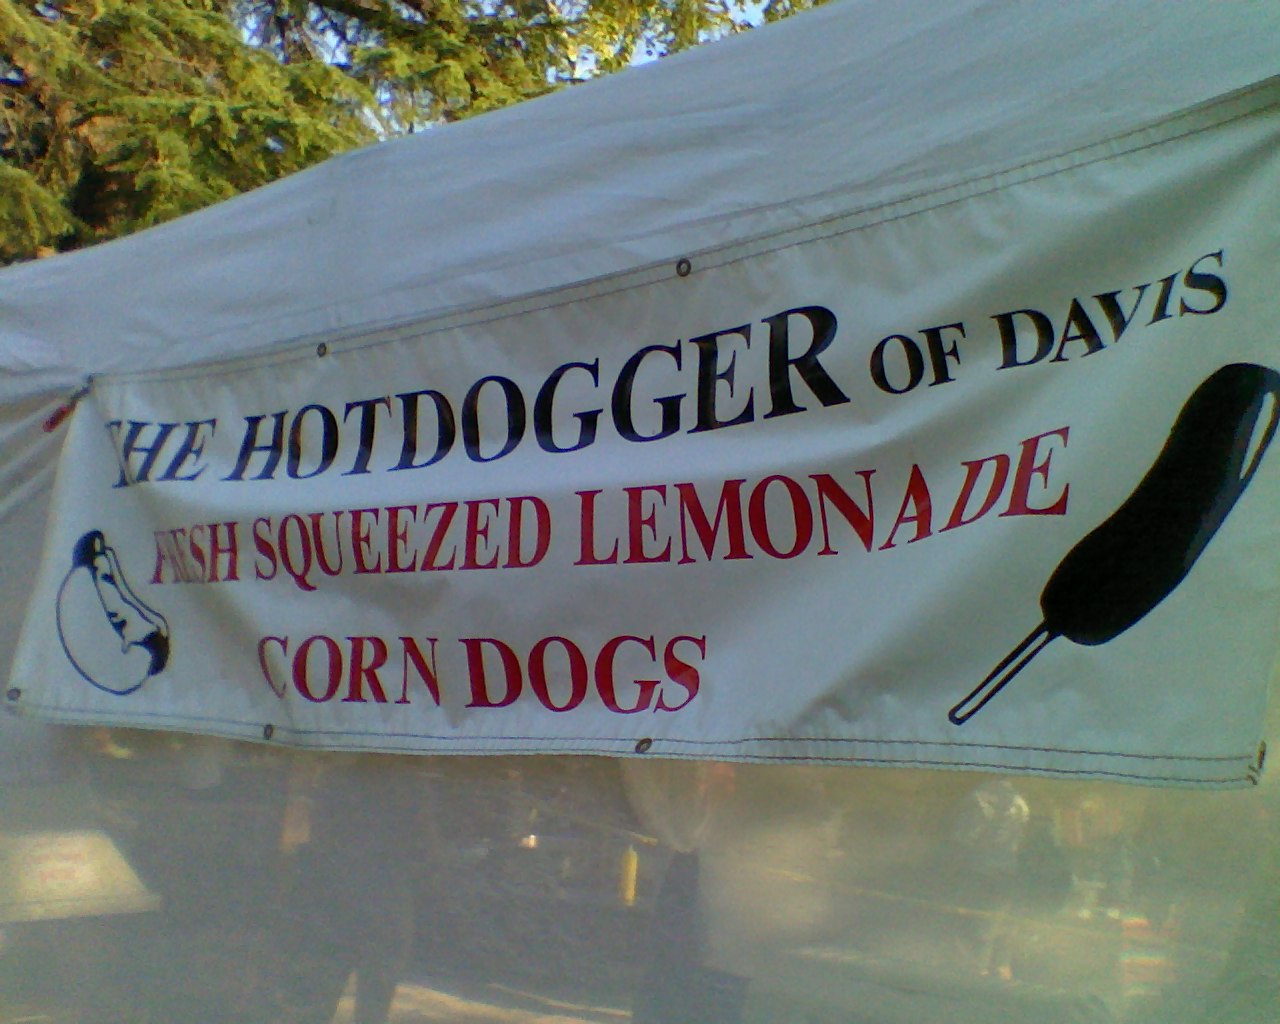 THE HOTDOGGER OF DAVIS
FRESH SQUEEZED LEMONADE
CORN DOGS